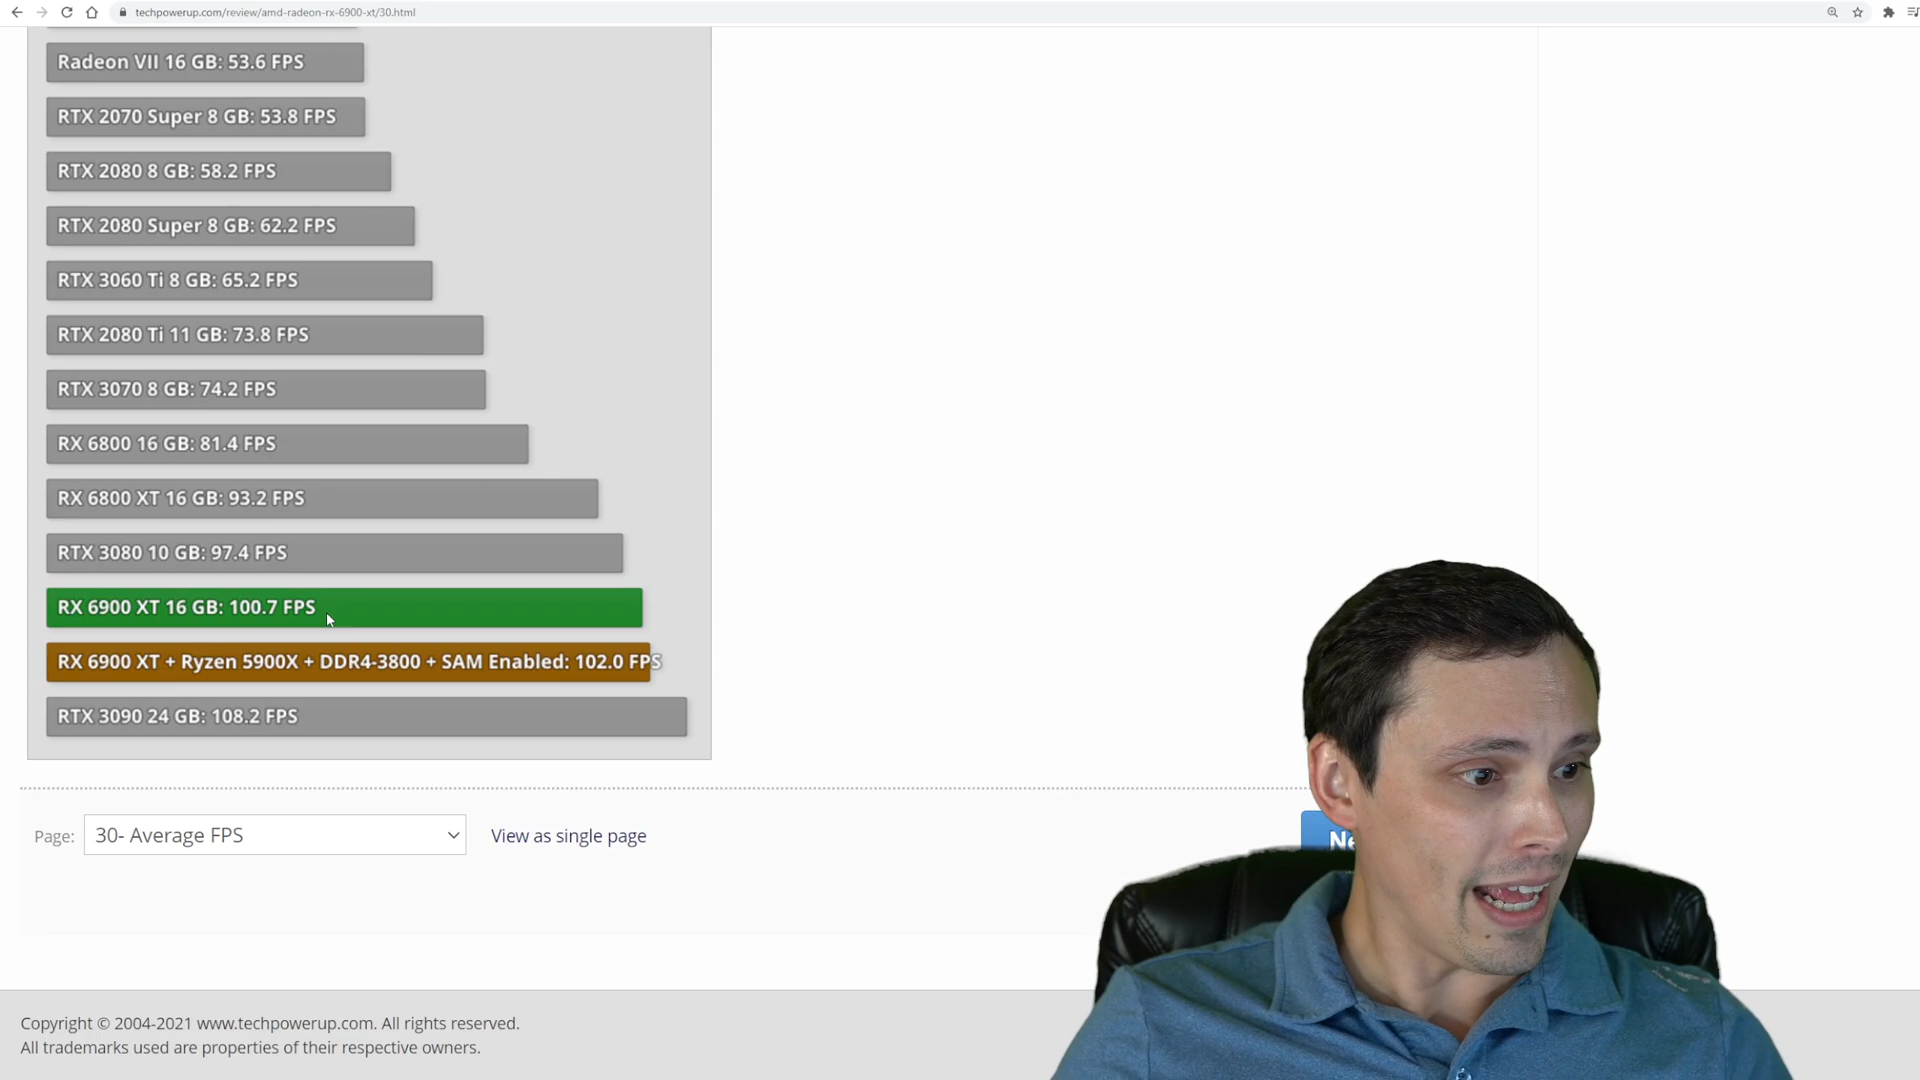 techpowerup.com/review/amd-radeon-rx-6900-xt/30.html
Radeon VII 16 GB: 53.6 FPS
RTX 2070 Super 8 GB: 53.8 FPS
RTX 2080 8 GB: 58.2 FPS
RTX 2080 Super 8 GB: 62.2 FPS
RTX 3060 Ti 8 GB: 65.2 FPS
RTX 2080 Ti 11 GB: 73.8 FPS
RTX 3070 8 GB: 74.2 FPS
RX 6800 16 GB: 81.4 FPS
RX 6800 XT 16 GB: 93.2 FPS
RTX 3080 10 GB: 97.4 FPS
RX 6900 XT 16 GB: 100.7 FPS
RX 6900 XT + Ryzen 5900X + DDR4-3800 + SAM Enabled: 102.0 FPS
RTX 3090 24 GB: 108.2 FPS
Page: 30- Average FPS View as single page
Copyright © 2004-2021 www.techpowerup.com. All rights reserved.
All trademarks used are properties of their respective owners.